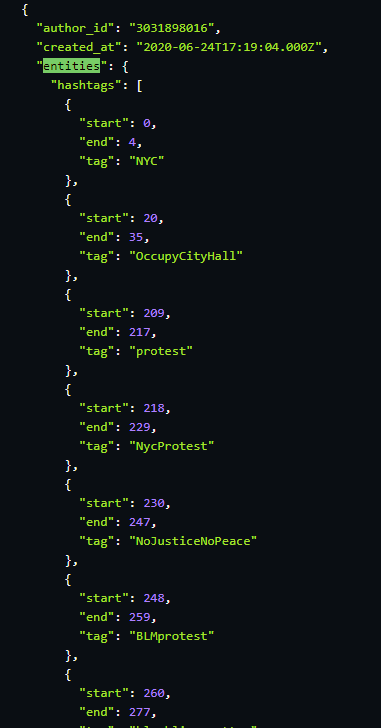 {
"author_id": "3031898016",
"created_at": "2020-06-24T17:19:04.000Z",
"entities": {
"hashtags": [
{
"start": 0,
"end": 4,
"tag": "NYC"
},
{
"start": 20,
"end": 35,
"tag": "OccupyCityHall"
},
{
"start": 209,
"end": 217,
"tag": "protest"
},
{
"start": 218,
"end": 229,
"tag": "NycProtest"
},
{
"start": 230,
"end": 247,
"tag": "NoJusticeNoPeace"
},
{
"start": 248,
"end": 259,
"tag": "BLMprotest"
},
{
"start": 260,
"end": 277,